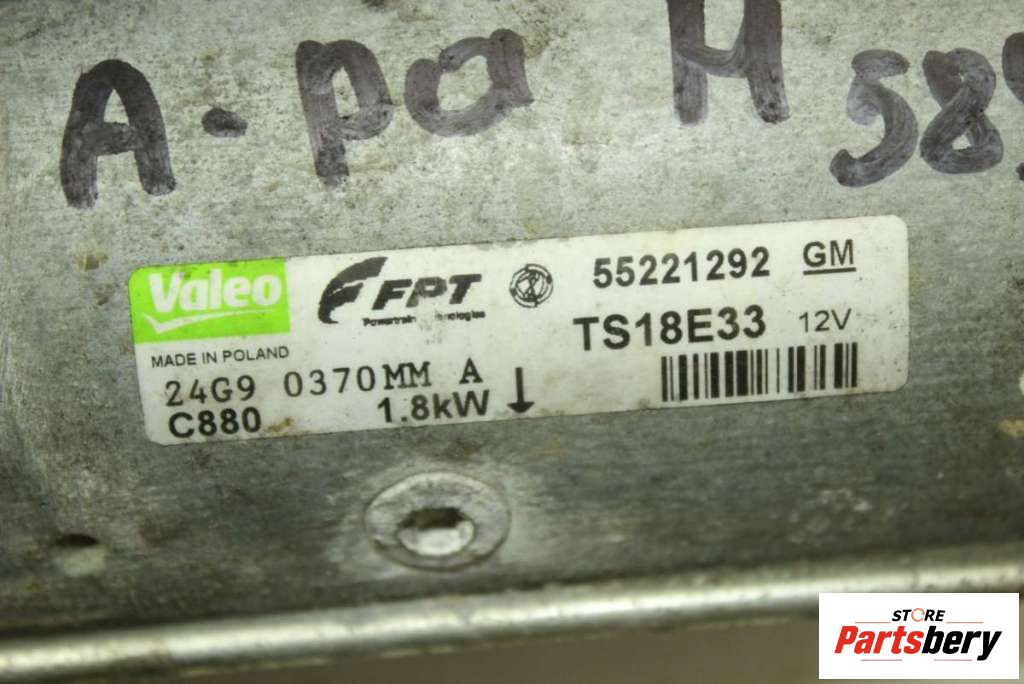 A-pa H 585
Valeo FPT 55221292 GM
Powertrain Technologies
TS18E33 12V
MADE IN POLAND
24G9 0370MM A
C880 1.8kW
STORE
Partsbery